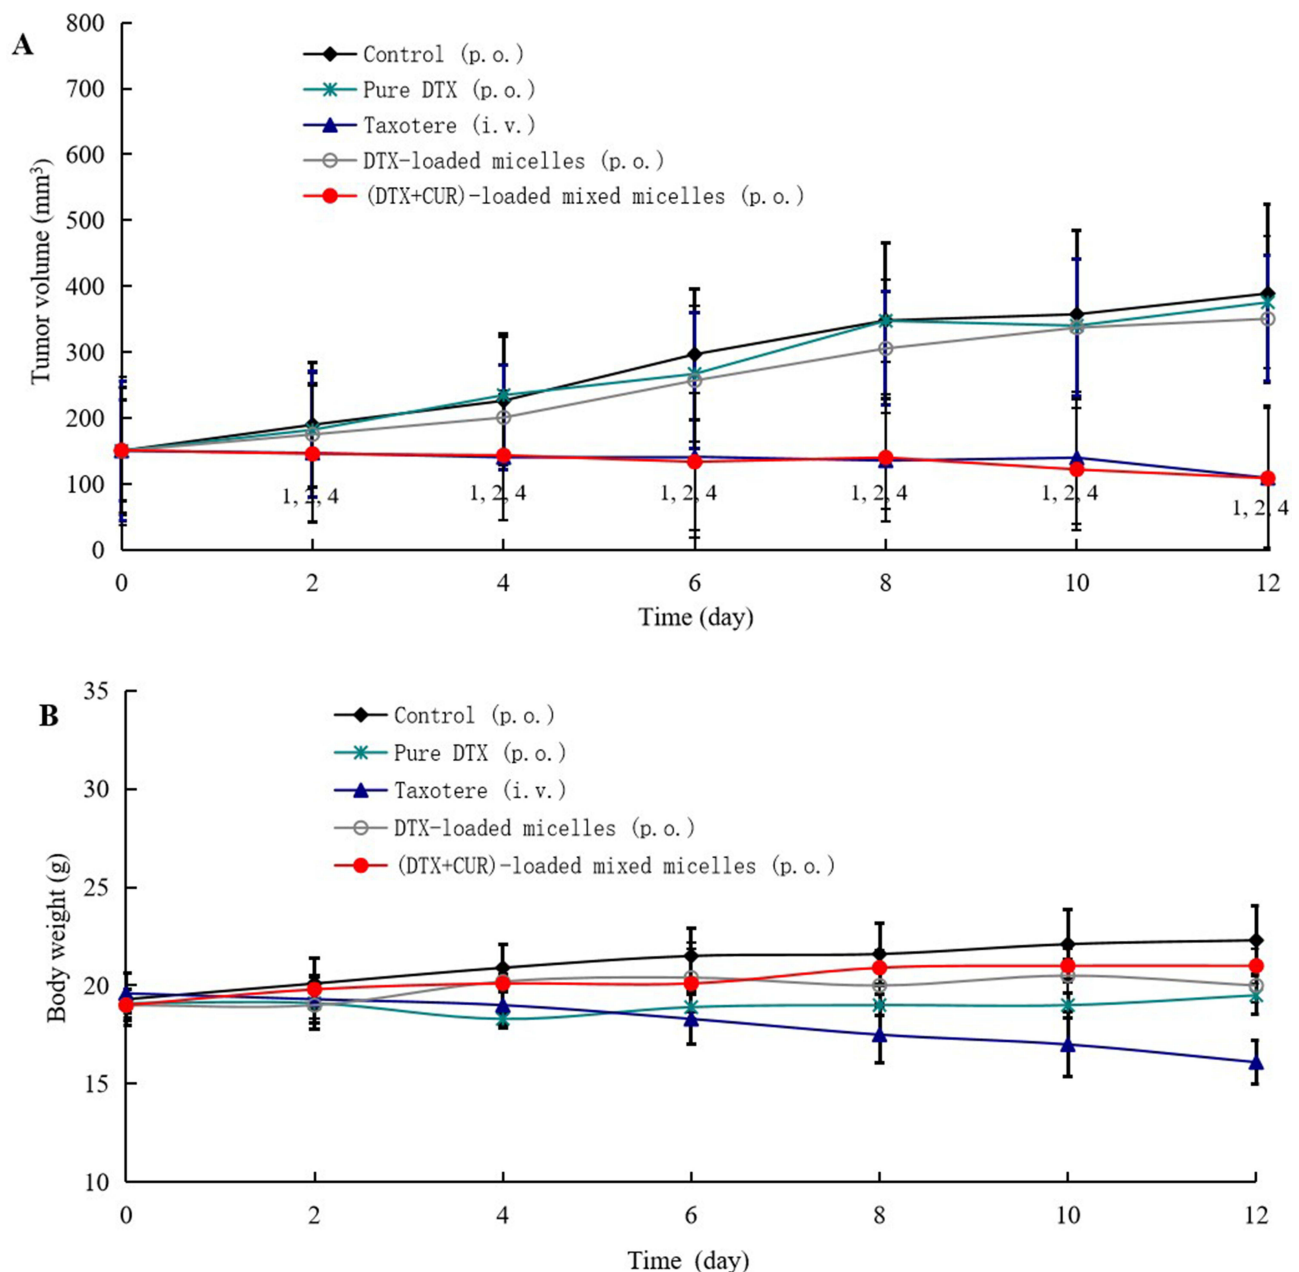 A
800
700
600
500
400
300
200
100
0
Tumor volume (mm³)
Control (p.o.)
Pure DTX (p.o.)
Taxotere (i.v.)
DTX-loaded micelles (p.o.)
(DTX+CUR)-loaded mixed micelles (p.o.)
1, 2, 4
1, 2, 4
1, 2, 4
1, 2, 4
1, 2, 4
1, 2, 4
0 2 4 6 8 10 12
Time (day)
B
35
30
25
20
15
10
Body weight (g)
Control (p.o.)
Pure DTX (p.o.)
Taxotere (i.v.)
DTX-loaded micelles (p.o.)
(DTX+CUR)-loaded mixed micelles (p.o.)
0 2 4 6 8 10 12
Time (day)